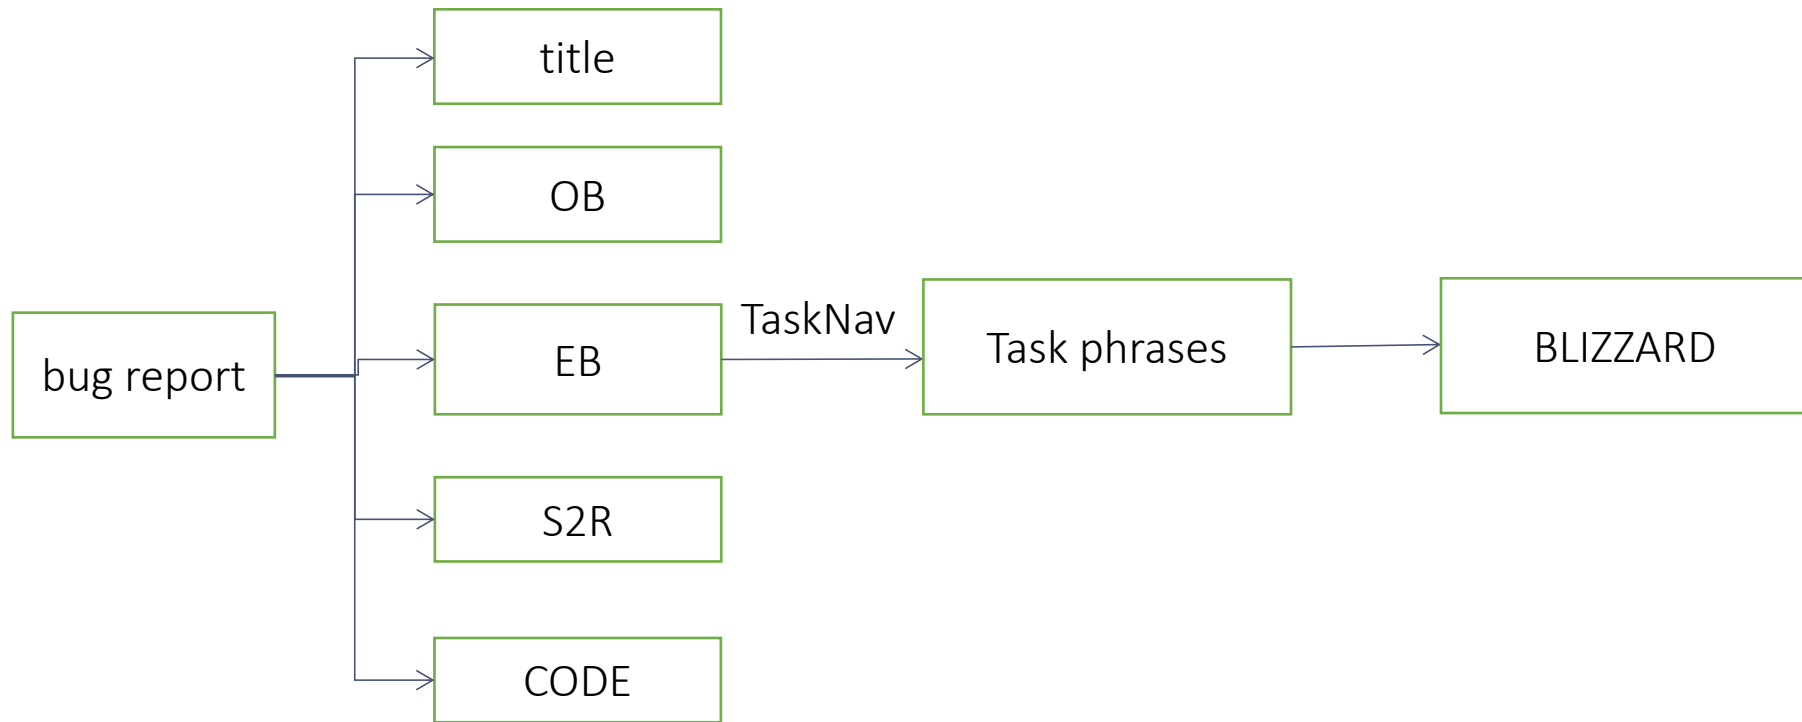 title
OB
bug report
EB
TaskNav
Task phrases
BLIZZARD
S2R
CODE